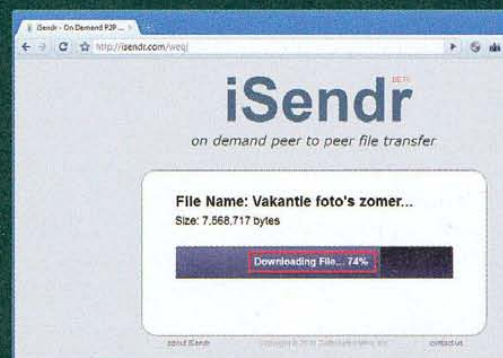 iSendr - On Demand P2P ...
http://isendr.com/weq/
iSendr
BETA
on demand peer to peer file transfer
File Name: Vakantie foto's zomer...
Size: 7,568,717 bytes
Downloading File... 74%
about iSendr
contact us